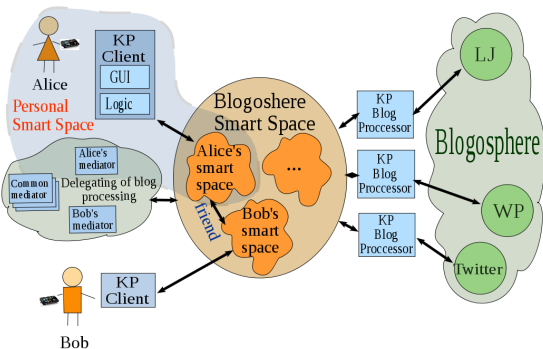 Alice
Personal
Smart Space
KP
Client
GUI
Logic
Alice's
mediator
Common
mediator
Delegating of blog
processing
Bob's
mediator
KP
Client
Bob
Blogoshere
Smart Space
Alice's
smart
space
...
friend
Bob's
smart
space
KP
Blog
Proccessor
KP
Blog
Proccessor
KP
Blog
Proccessor
LJ
Blogosphere
WP
Twitter